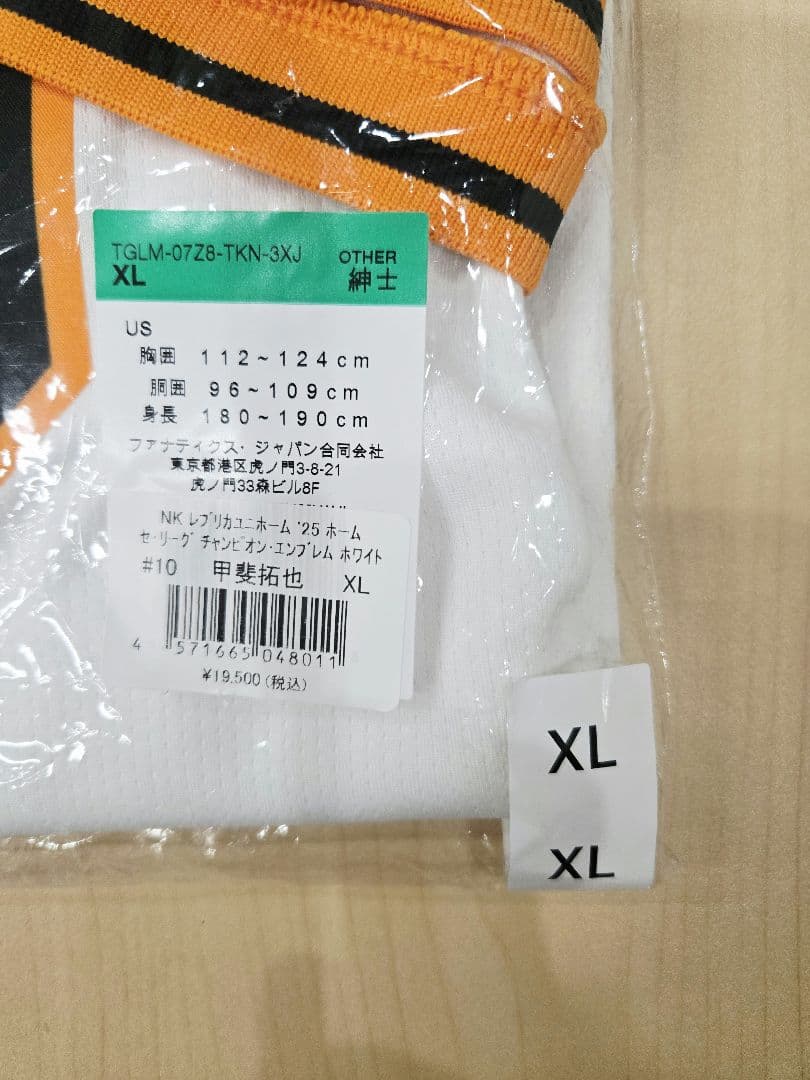 TGLM-07Z8-TKN-3XJ
OTHER
XL
紳士
US
胸囲 112~124cm
胴囲 96~109cm
身長 180~190cm
ファナティクス・ジャパン合同会社
東京都港区虎ノ門3-8-21
虎ノ門33森ビル8F
NK レプリカユニホーム '25 ホーム
セ・リーグ チャンピオン・エンブレム ホワイト
#10 甲斐拓也 XL
4 571665 048011
¥19,500(税込)
XL
XL